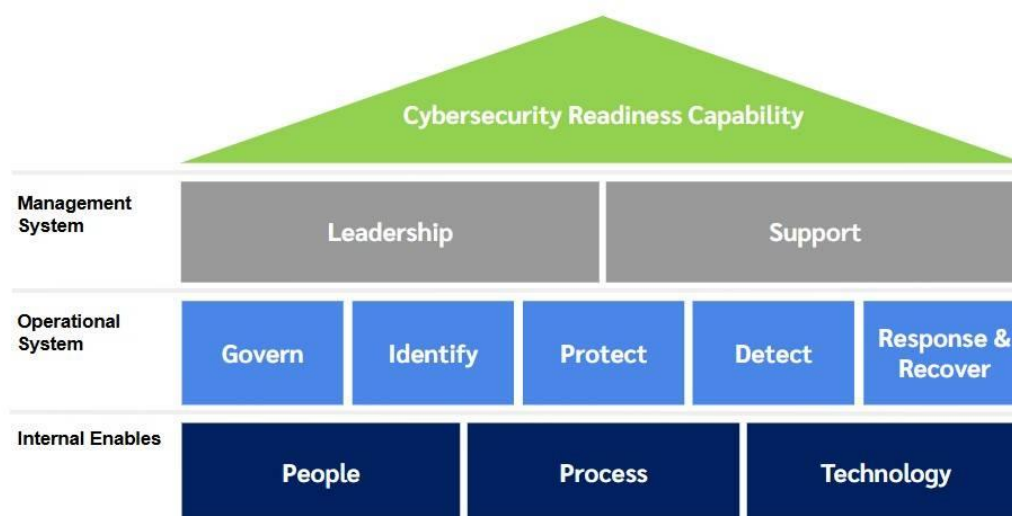 Cybersecurity Readiness Capability
Management
System
Leadership
Support
Operational
System
Govern
Identify
Protect
Detect
Response &
Recover
Internal Enables
People
Process
Technology